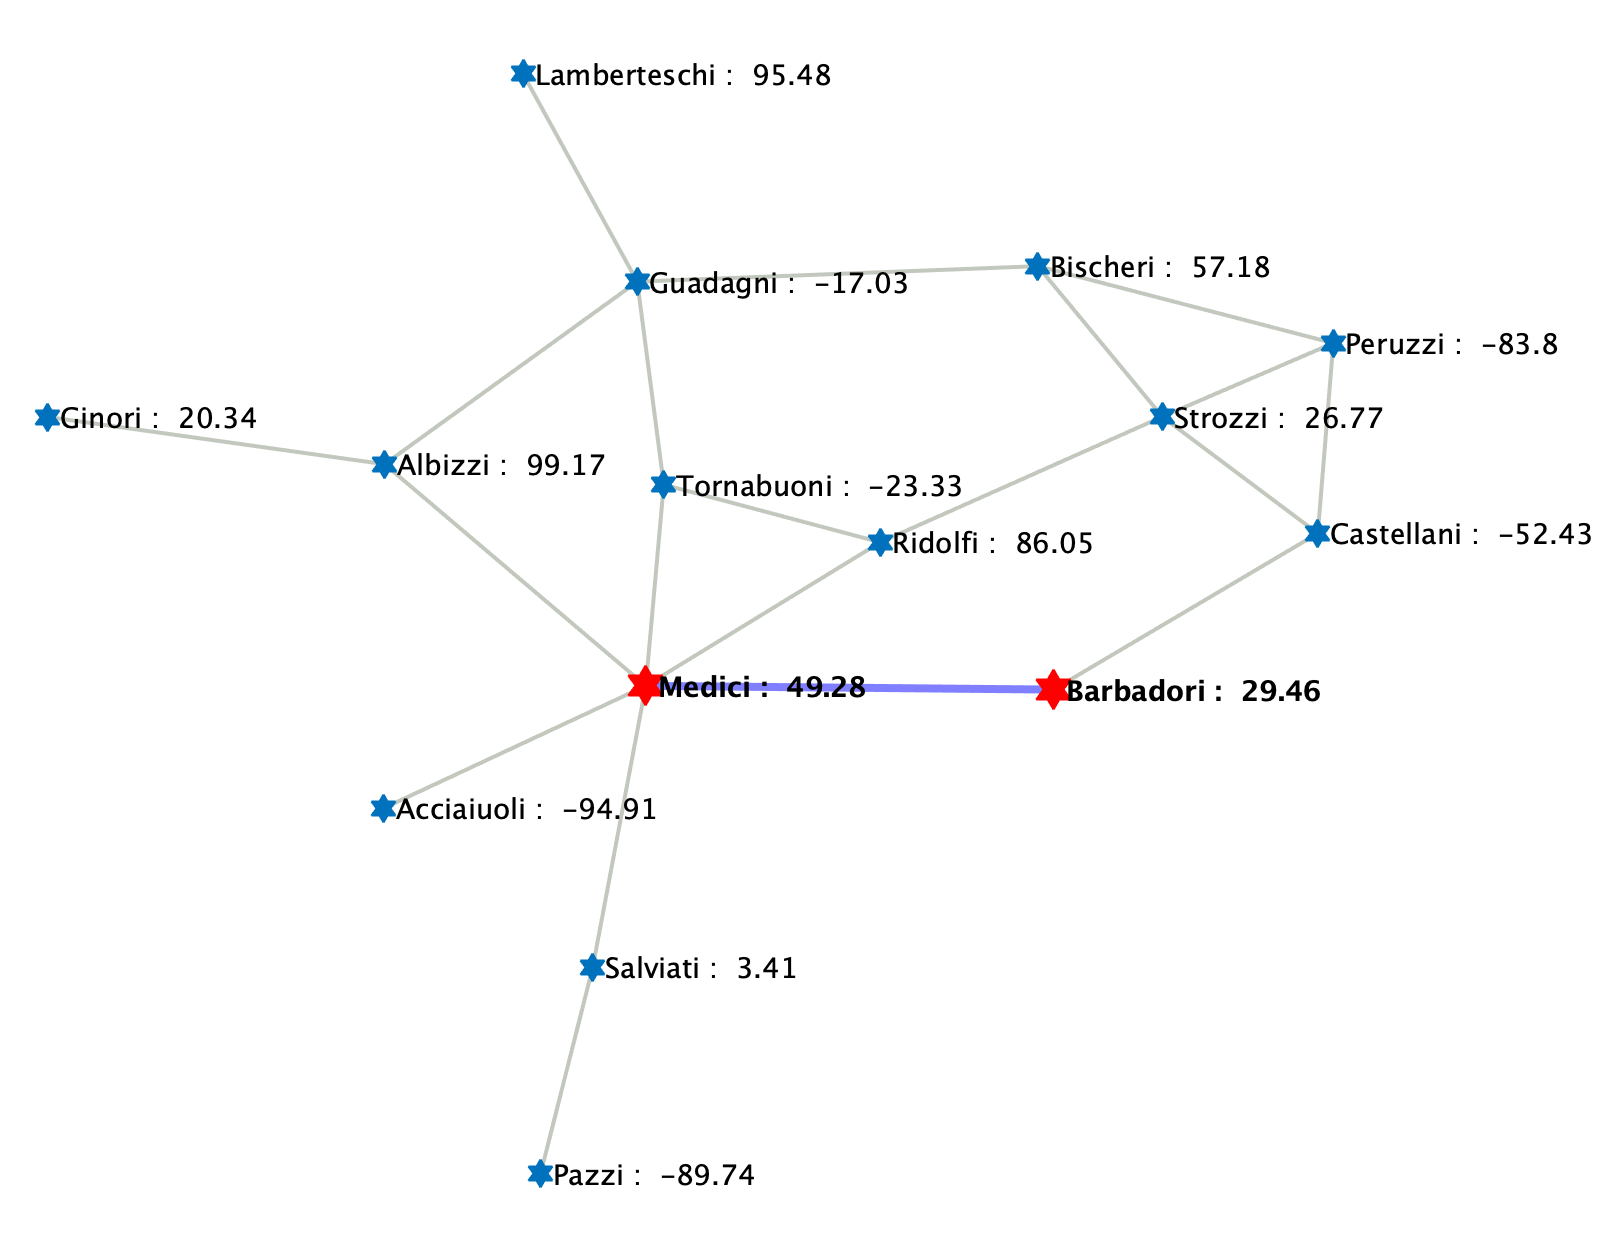 Lamberteschi :  95.48
Bischeri :  57.18
Guadagni :  -17.03
Peruzzi :  -83.8
Ginori :  20.34
Strozzi :  26.77
Albizzi :  99.17
Tornabuoni :  -23.33
Castellani :  -52.43
Ridolfi :  86.05
Medici :  49.28
Barbadori :  29.46
Acciaiuoli :  -94.91
Salviati :  3.41
Pazzi :  -89.74